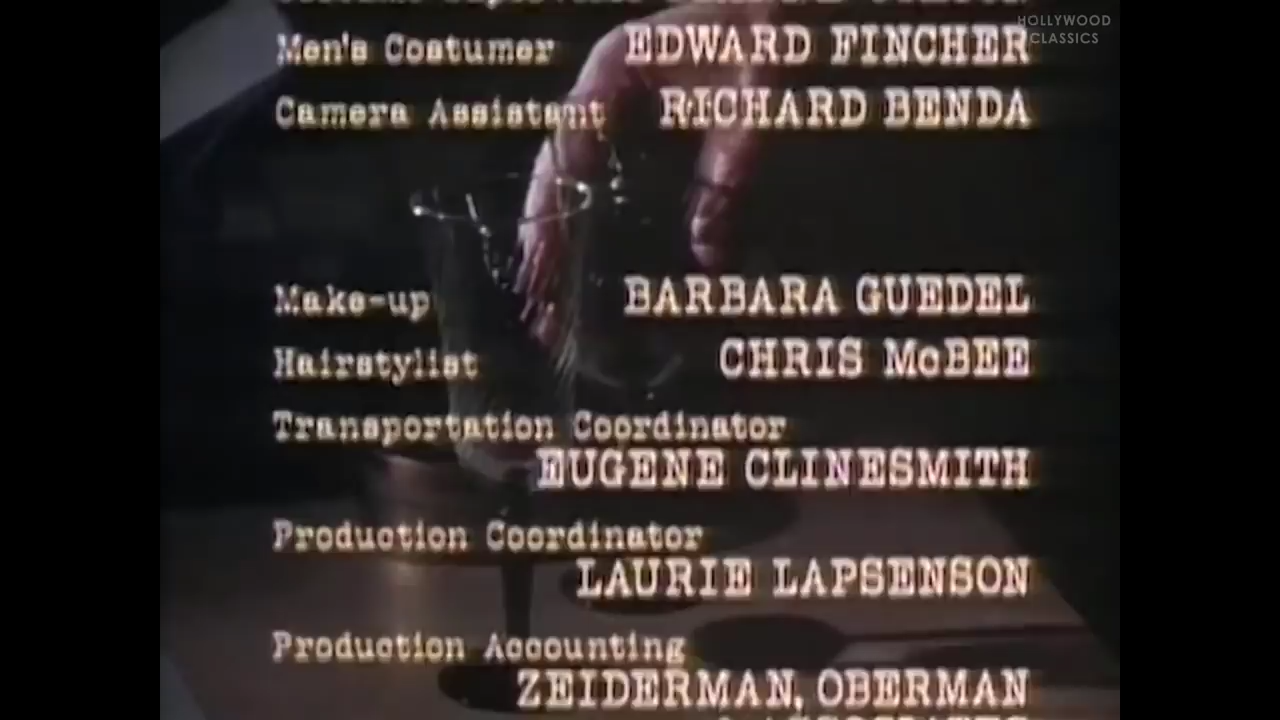 HOLLYWOOD
CLASSICS
Men's Costumer EDWARD FINCHER
Camera Assistant RICHARD BENDA
Make-up BARBARA GUEDEL
Hairstylist CHRIS McBEE
Transportation Coordinator
EUGENE CLINESMITH
Production Coordinator
LAURIE LAPSENSON
Production Accounting
ZEIDERMAN, OBERMAN